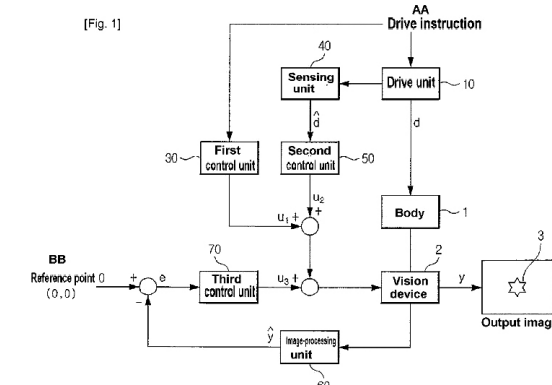 [Fig. 1]
AA
Drive instruction
40
Sensing
unit
Drive unit
10
d̂
d
30
First
control unit
Second
control unit
50
u₂
Body
1
u₁ +
+
3
BB
Reference point 0
(0,0)
+
e
-
70
Third
control unit
u₃ +
+
2
Vision
device
y
Output image
ŷ
Image-processing
unit
60